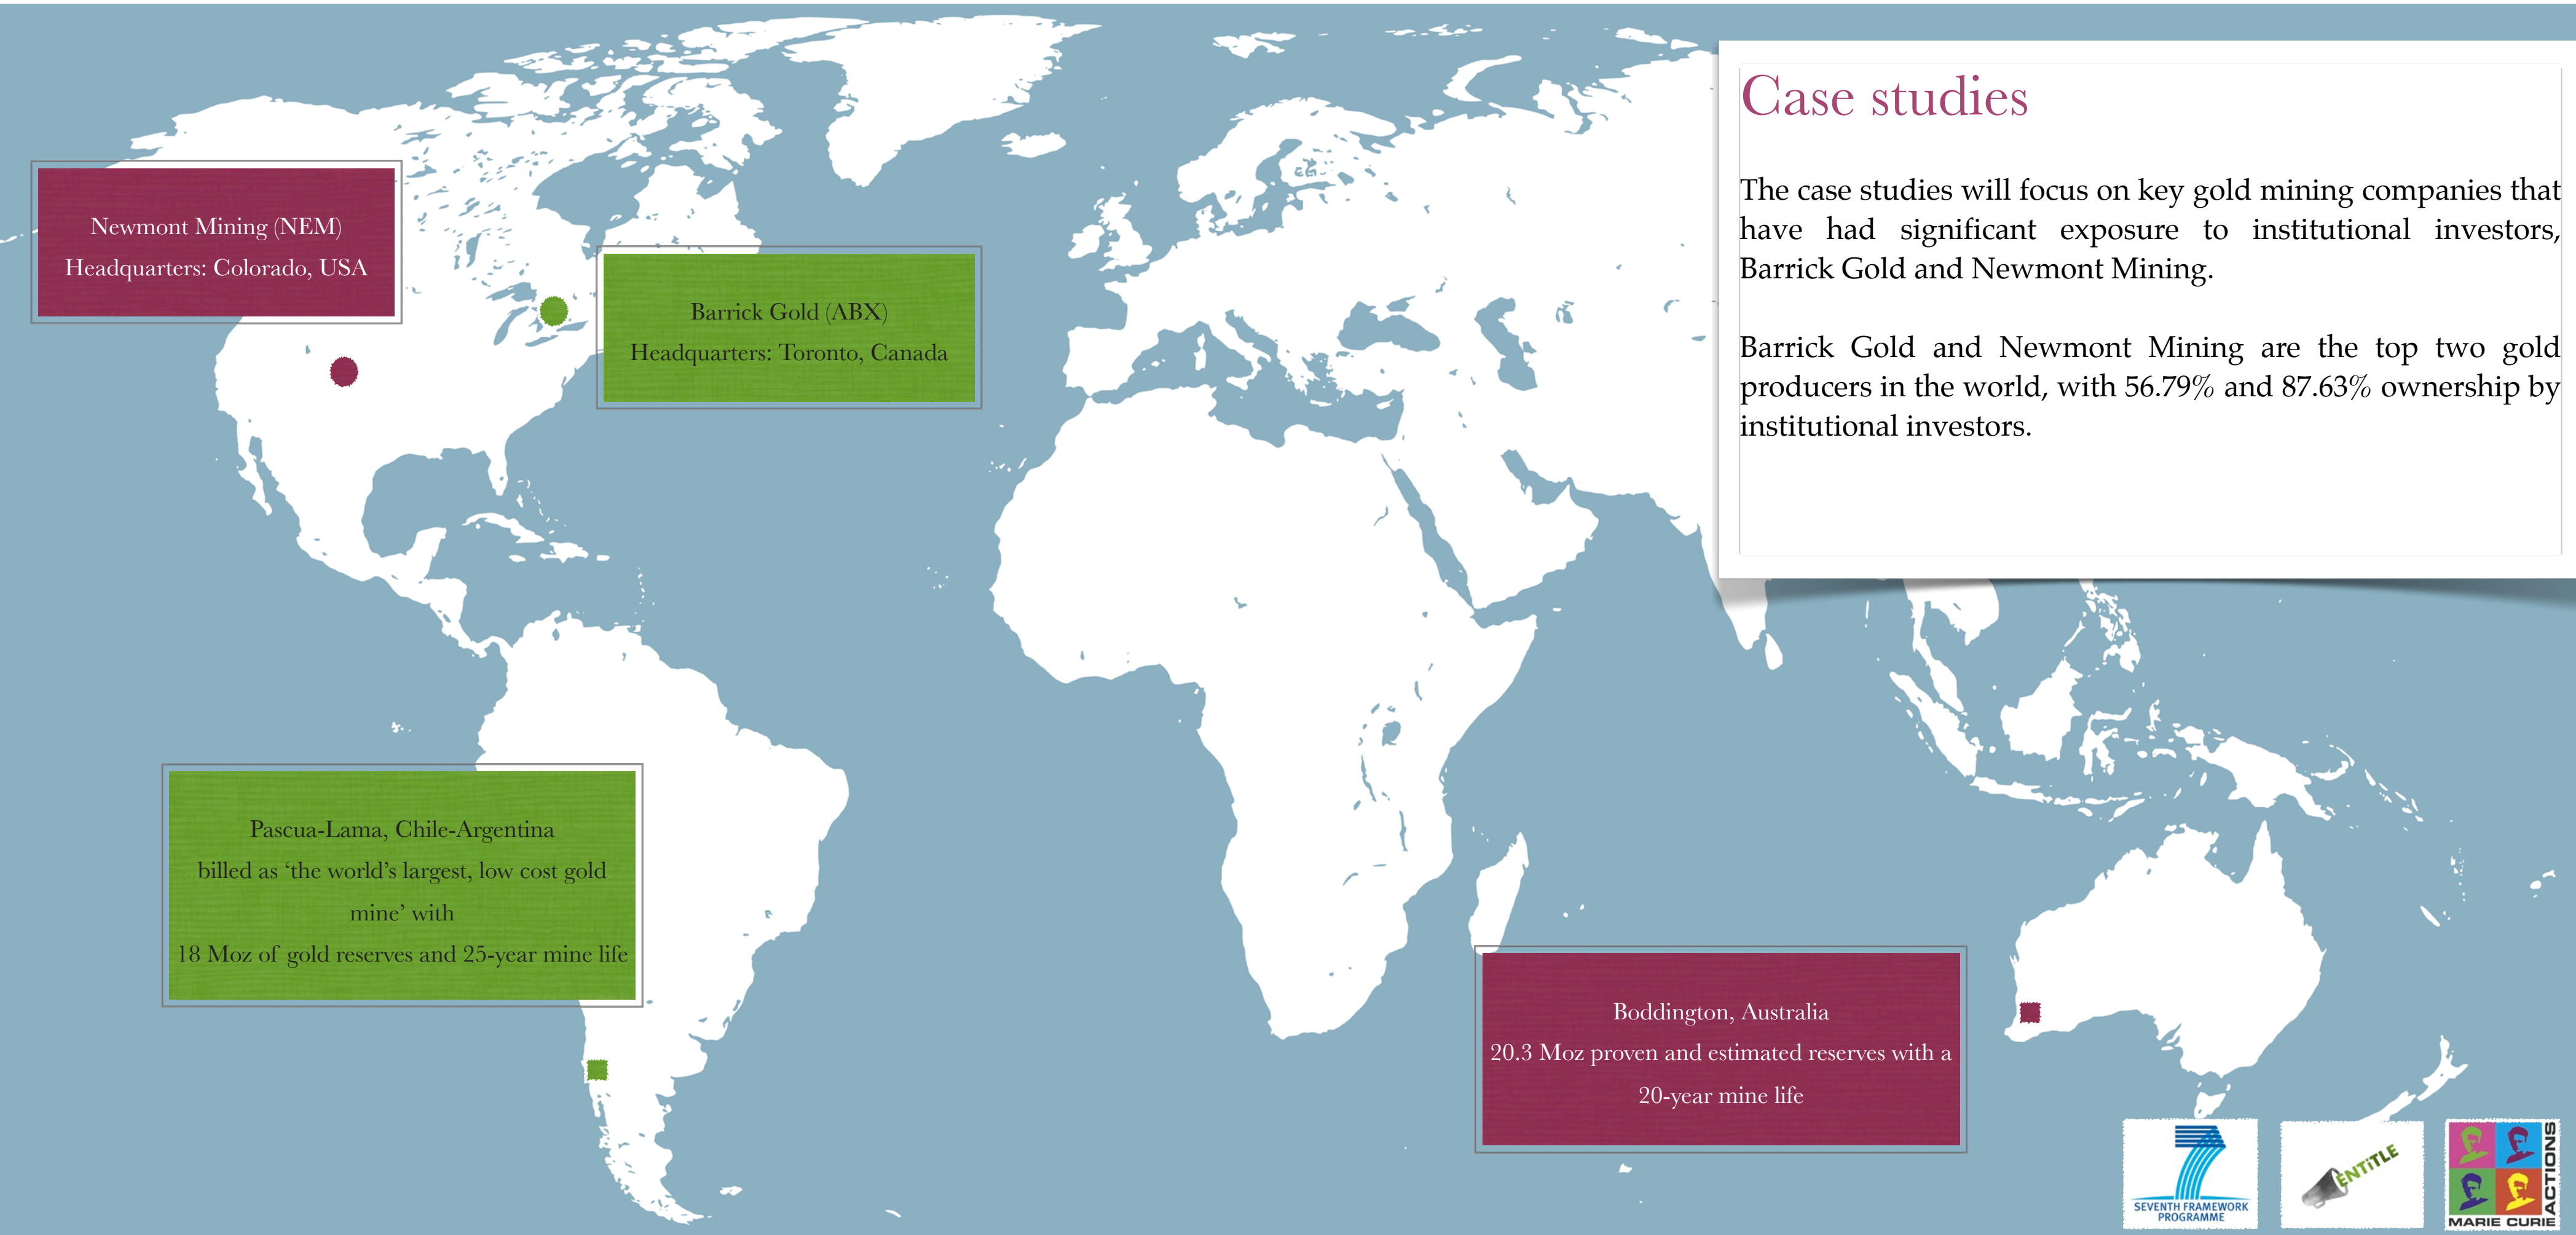 Case studies
The case studies will focus on key gold mining companies that
have had significant exposure to institutional investors,
Barrick Gold and Newmont Mining.
Barrick Gold and Newmont Mining are the top two gold
producers in the world, with 56.79% and 87.63% ownership by
institutional investors.
Newmont Mining (NEM)
Headquarters: Colorado, USA
Barrick Gold (ABX)
Headquarters: Toronto, Canada
Pascua-Lama, Chile-Argentina
billed as ‘the world’s largest, low cost gold
mine’ with
18 Moz of gold reserves and 25-year mine life
Boddington, Australia
20.3 Moz proven and estimated reserves with a
20-year mine life
SEVENTH FRAMEWORK
PROGRAMME
ENTiTLE
MARIE CURIE
ACTIONS